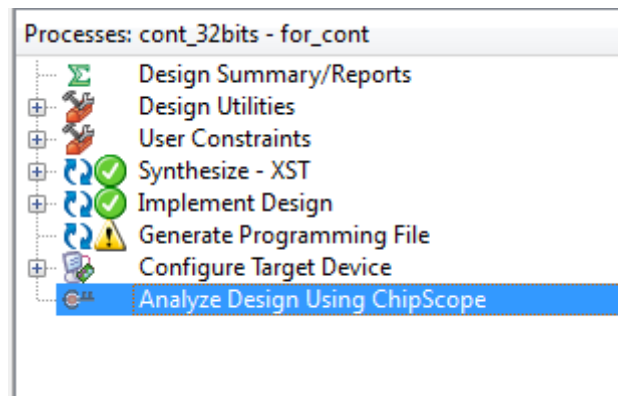 Processes: cont_32bits - for_cont
Design Summary/Reports
Design Utilities
User Constraints
Synthesize - XST
Implement Design
Generate Programming File
Configure Target Device
Analyze Design Using ChipScope